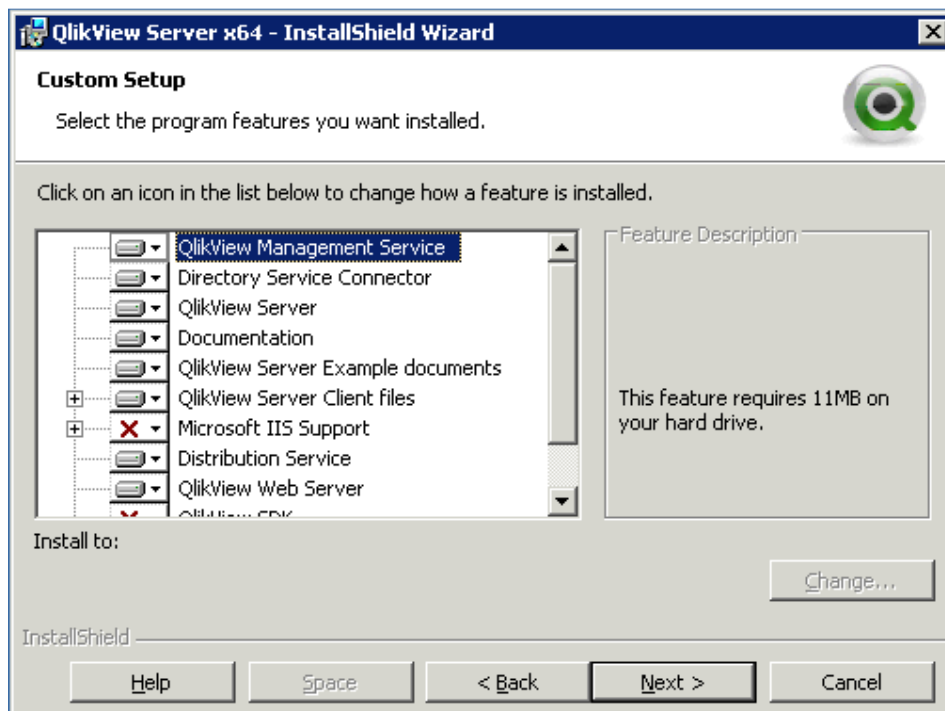 QlikView Server x64 - InstallShield Wizard
Custom Setup
Select the program features you want installed.
Click on an icon in the list below to change how a feature is installed.
QlikView Management Service
Directory Service Connector
QlikView Server
Documentation
QlikView Server Example documents
QlikView Server Client files
Microsoft IIS Support
Distribution Service
QlikView Web Server
QlikView SDK
Feature Description
This feature requires 11MB on
your hard drive.
Install to:
Change...
InstallShield
Help
Space
< Back
Next >
Cancel